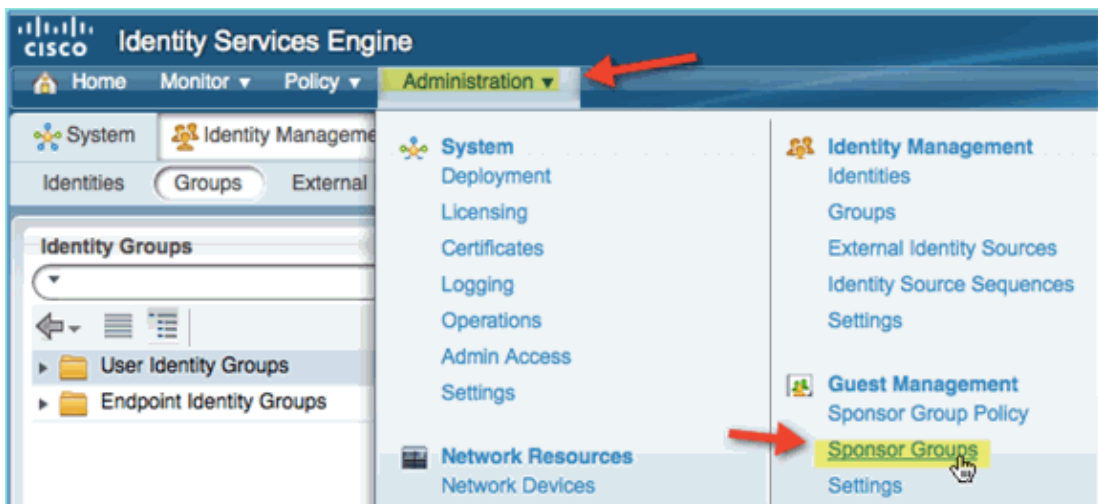 CISCO Identity Services Engine
Home Monitor Policy Administration
System Identity Manageme
Identities Groups External
Identity Groups
User Identity Groups
Endpoint Identity Groups
System
Deployment
Licensing
Certificates
Logging
Operations
Admin Access
Settings
Network Resources
Network Devices
Identity Management
Identities
Groups
External Identity Sources
Identity Source Sequences
Settings
Guest Management
Sponsor Group Policy
Sponsor Groups
Settings